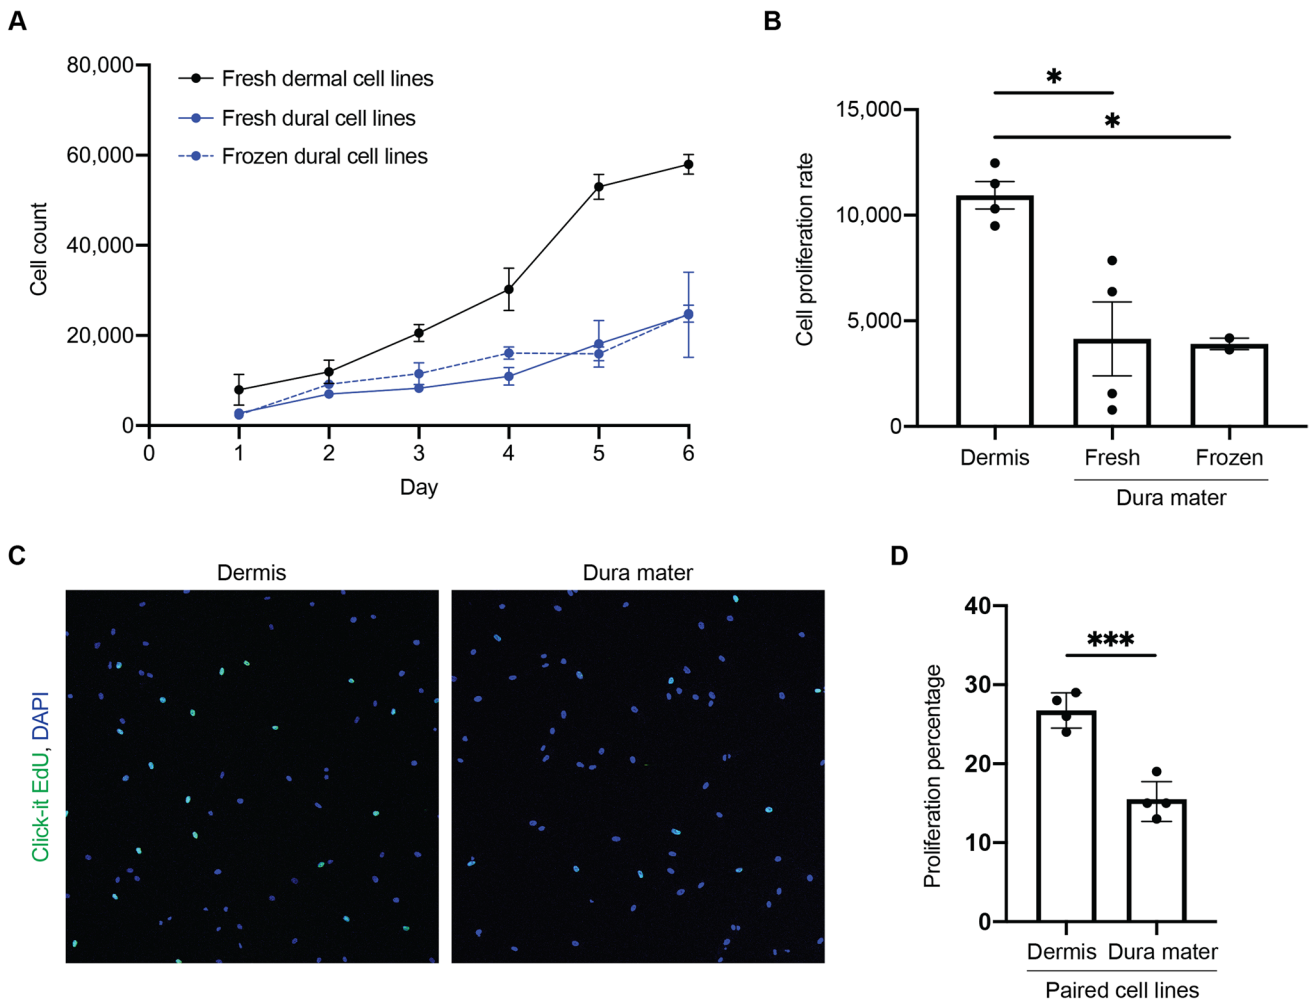 A
80,000
60,000
40,000
20,000
0
Cell count
Fresh dermal cell lines
Fresh dural cell lines
Frozen dural cell lines
0 1 2 3 4 5 6
Day
B
15,000
10,000
5,000
0
Cell proliferation rate
*
*
Dermis Fresh Frozen
Dura mater
C
Dermis Dura mater
Click-it EdU, DAPI
D
40
30
20
10
0
Proliferation percentage
***
Dermis Dura mater
Paired cell lines